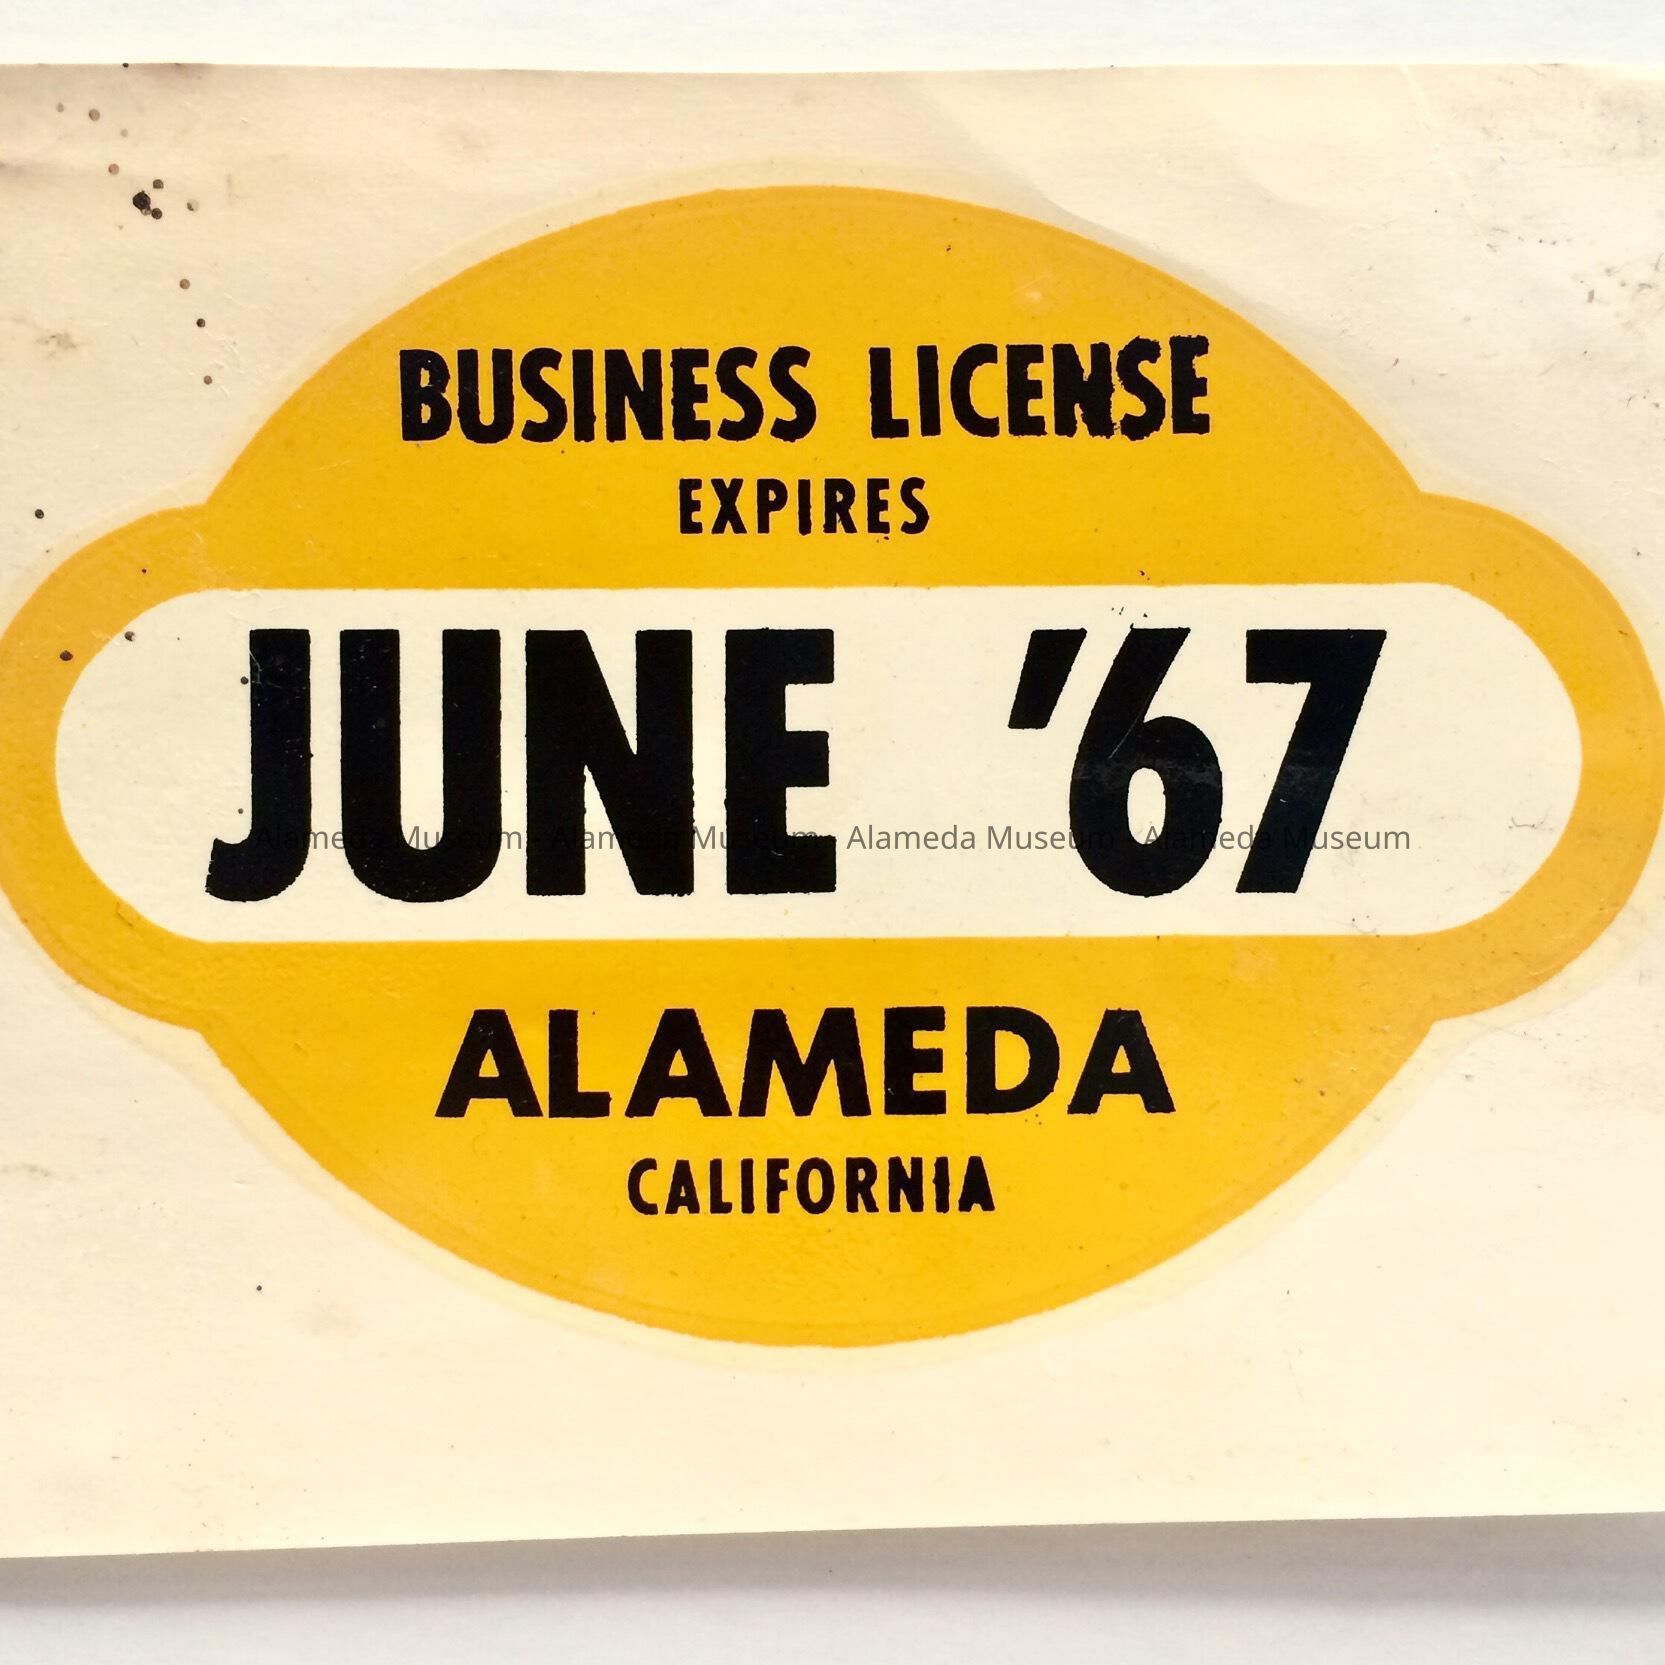 BUSINESS LICENSE
EXPIRES
JUNE '67
Alameda Museum - Alameda Museum - Alameda Museum - Alameda Museum
ALAMEDA
CALIFORNIA